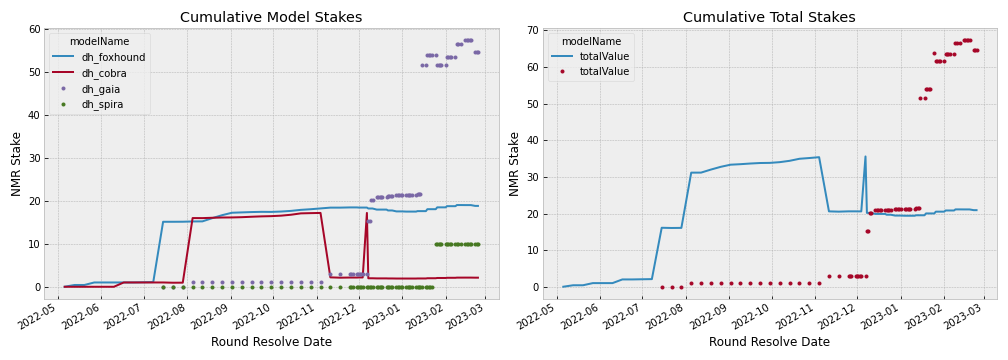 Cumulative Model Stakes
NMR Stake
60
50
40
30
20
10
0
modelName
dh_foxhound
dh_cobra
dh_gaia
dh_spira
2022-05
2022-06
2022-07
2022-08
2022-09
2022-10
2022-11
2022-12
2023-01
2023-02
2023-03
Round Resolve Date
Cumulative Total Stakes
NMR Stake
70
60
50
40
30
20
10
0
modelName
totalValue
totalValue
2022-05
2022-06
2022-07
2022-08
2022-09
2022-10
2022-11
2022-12
2023-01
2023-02
2023-03
Round Resolve Date